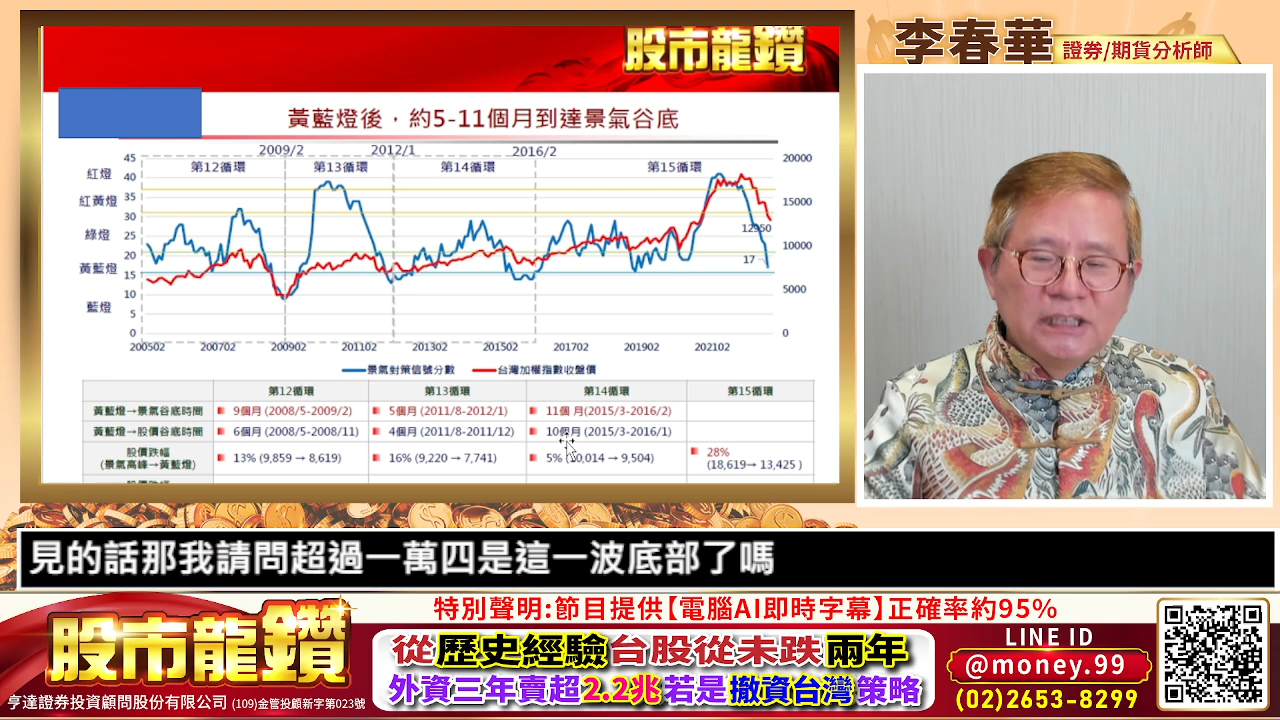 股市龍鑽
李春華 證券/期貨分析師
黃藍燈後，約5-11個月到達景氣谷底
2009/2 2012/1 2016/2
第12循環 第13循環 第14循環 第15循環
紅燈
紅黃燈
綠燈
黃藍燈
藍燈
45
40
35
30
25
20
15
10
5
0
20000
15000
10000
5000
0
12950
17
200502 200702 200902 201102 201302 201502 201702 201902 202102
景氣對策信號分數 台灣加權指數收盤價
第12循環 第13循環 第14循環 第15循環
黃藍燈→景氣谷底時間 9個月 (2008/5-2009/2) 5個月 (2011/8-2012/1) 11個 月(2015/3-2016/2)
黃藍燈→股價谷底時間 6個月 (2008/5-2008/11) 4個月 (2011/8-2011/12) 10個月 (2015/3-2016/1)
股價跌幅
(景氣高峰→黃藍燈) 13% (9,859 → 8,619) 16% (9,220 → 7,741) 5% (10,014 → 9,504) 28%
(18,619→ 13,425 )
見的話那我請問超過一萬四是這一波底部了嗎
特別聲明:節目提供【電腦AI即時字幕】正確率約95%
股市龍鑽
亨達證券投資顧問股份有限公司 (109)金管投顧新字第023號
從歷史經驗台股從未跌兩年
外資三年賣超2.2兆若是撤資台灣策略
LINE ID
@money.99
(02)2653-8299